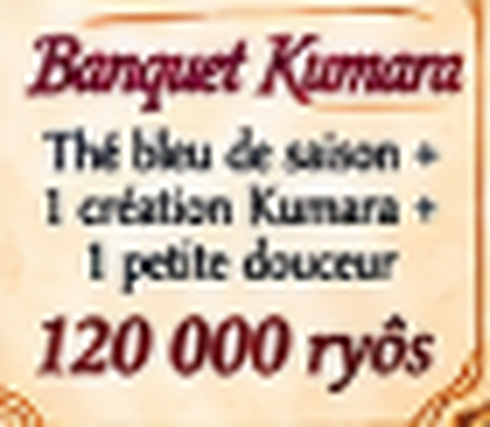 Banquet Kumara
Thé bleu de saison +
1 création Kumara +
1 petite douceur
120 000 ryôs